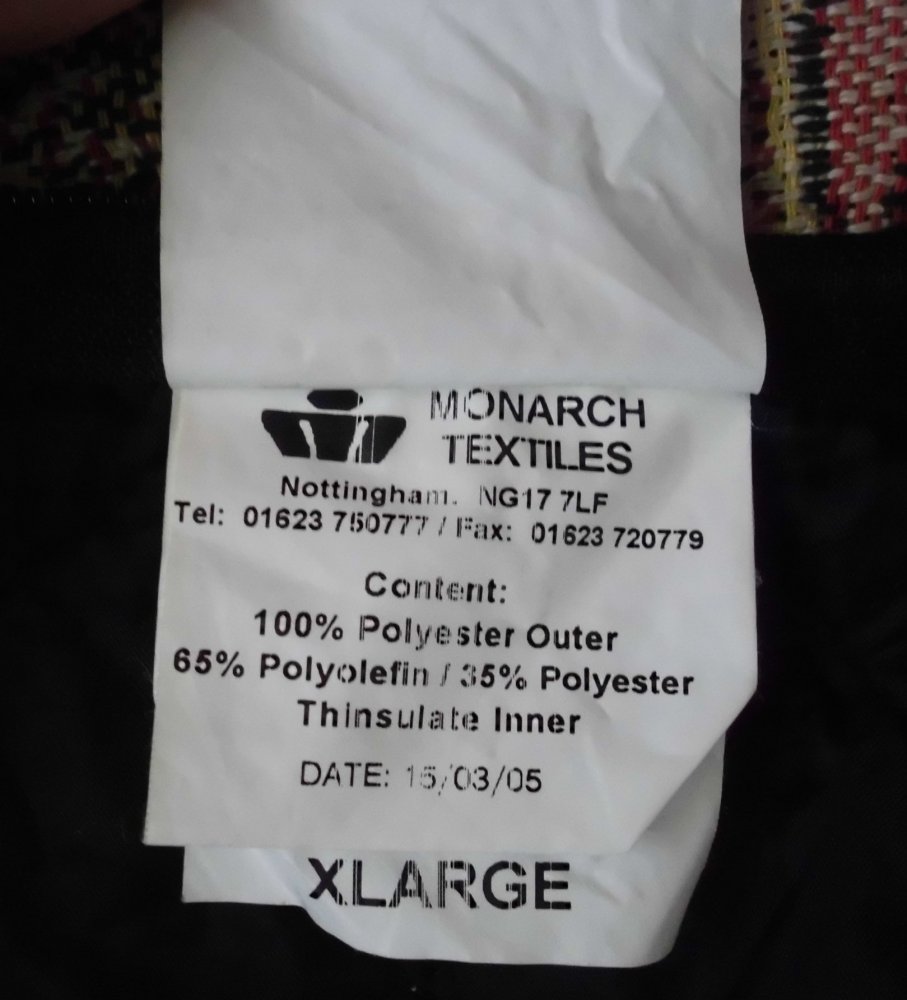 MONARCH
TEXTILES
Nottingham. NG17 7LF
Tel: 01623 750777 / Fax: 01623 720779
Content:
100% Polyester Outer
65% Polyolefin / 35% Polyester
Thinsulate Inner
DATE: 15/03/05
XLARGE